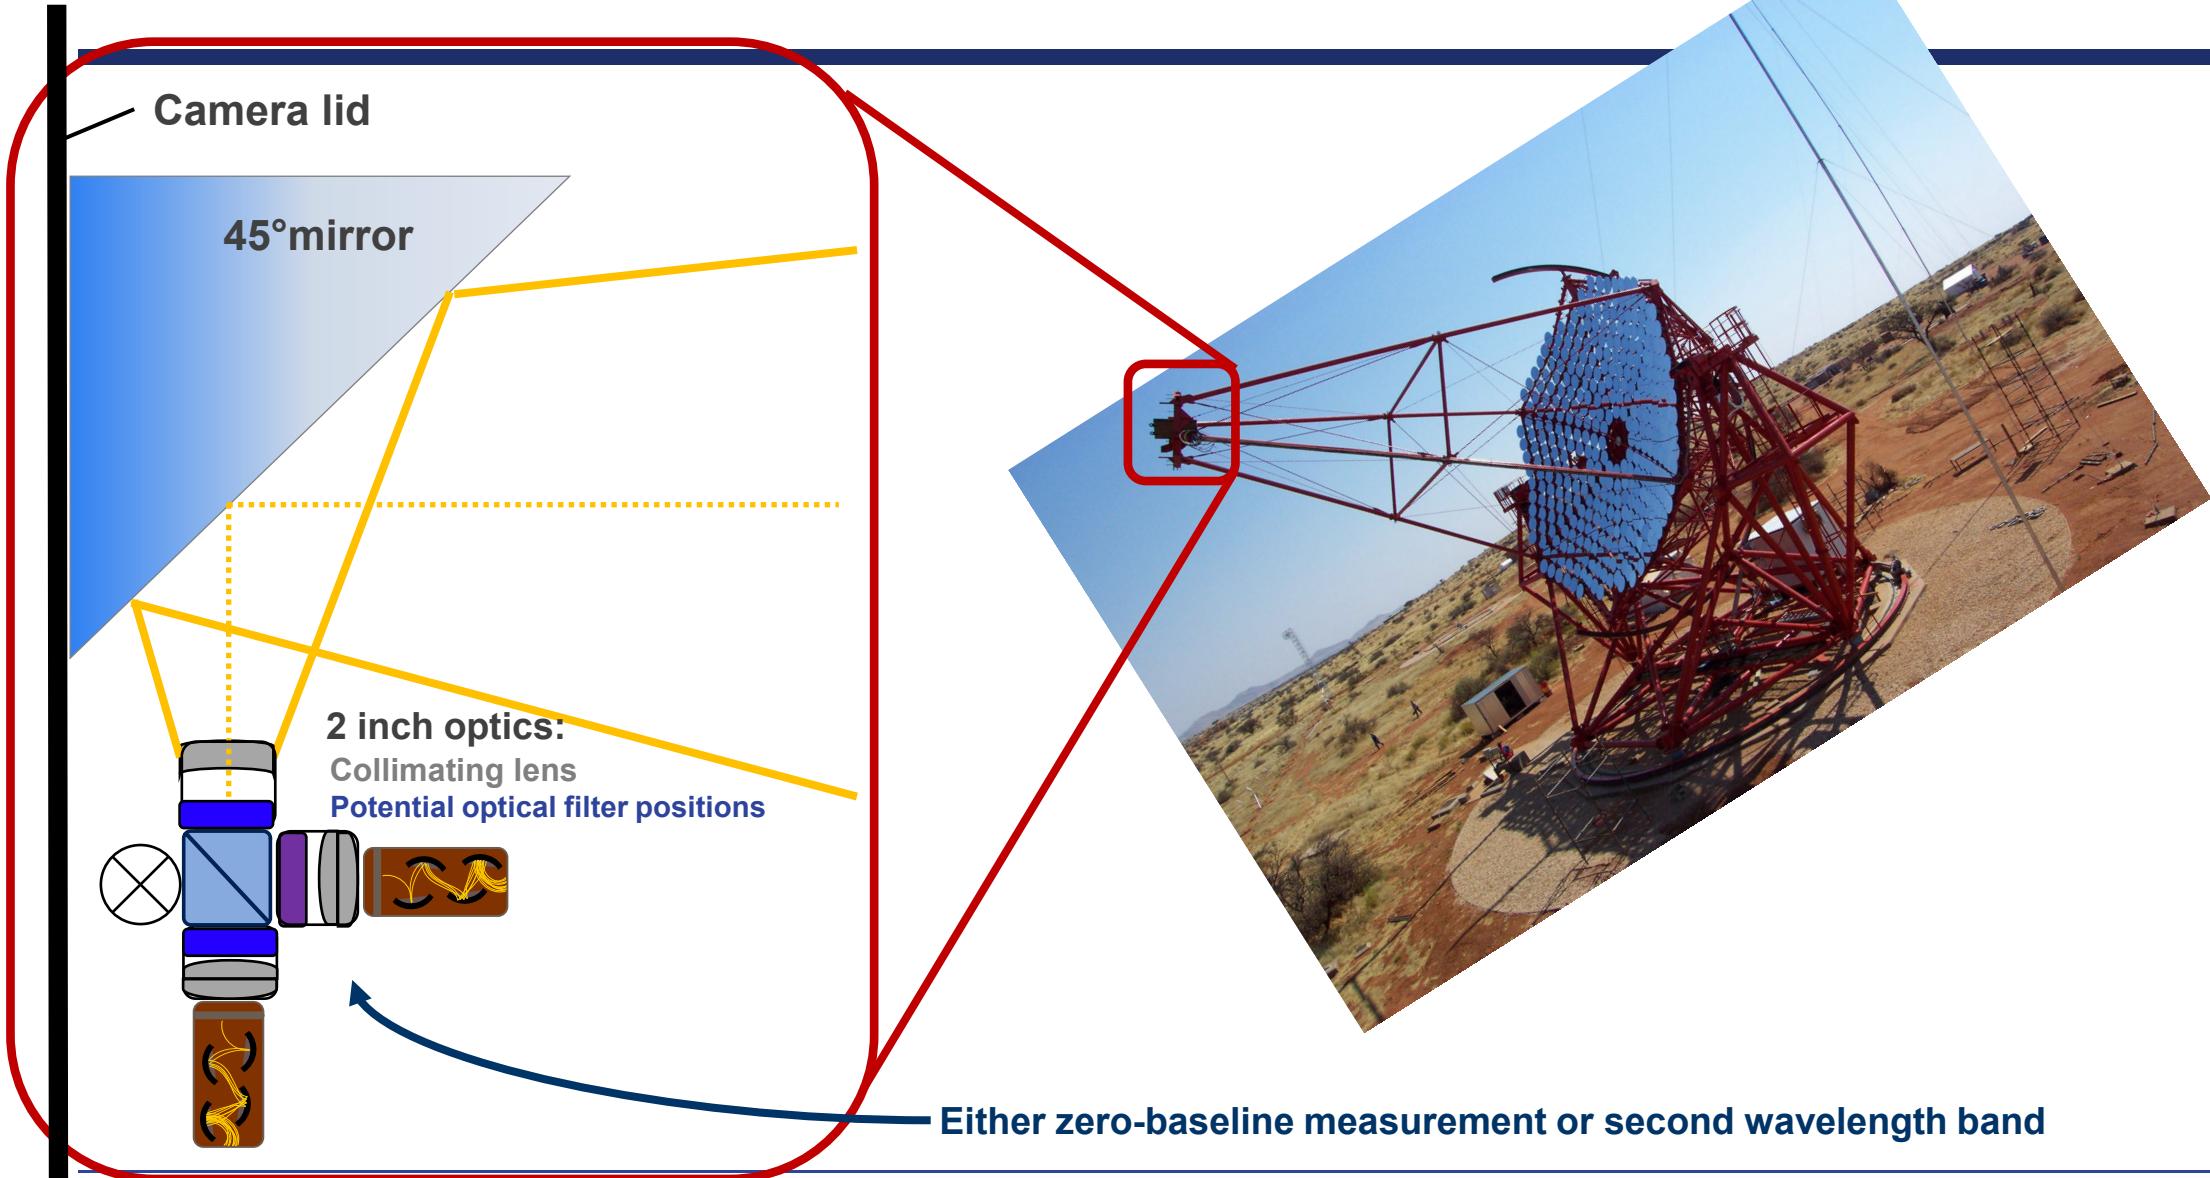 Camera lid
45°mirror
2 inch optics:
Collimating lens
Potential optical filter positions
Either zero-baseline measurement or second wavelength band